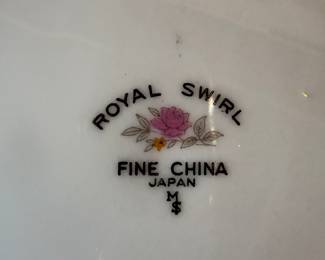 ROYAL SWIRL
FINE CHINA
JAPAN
M
$